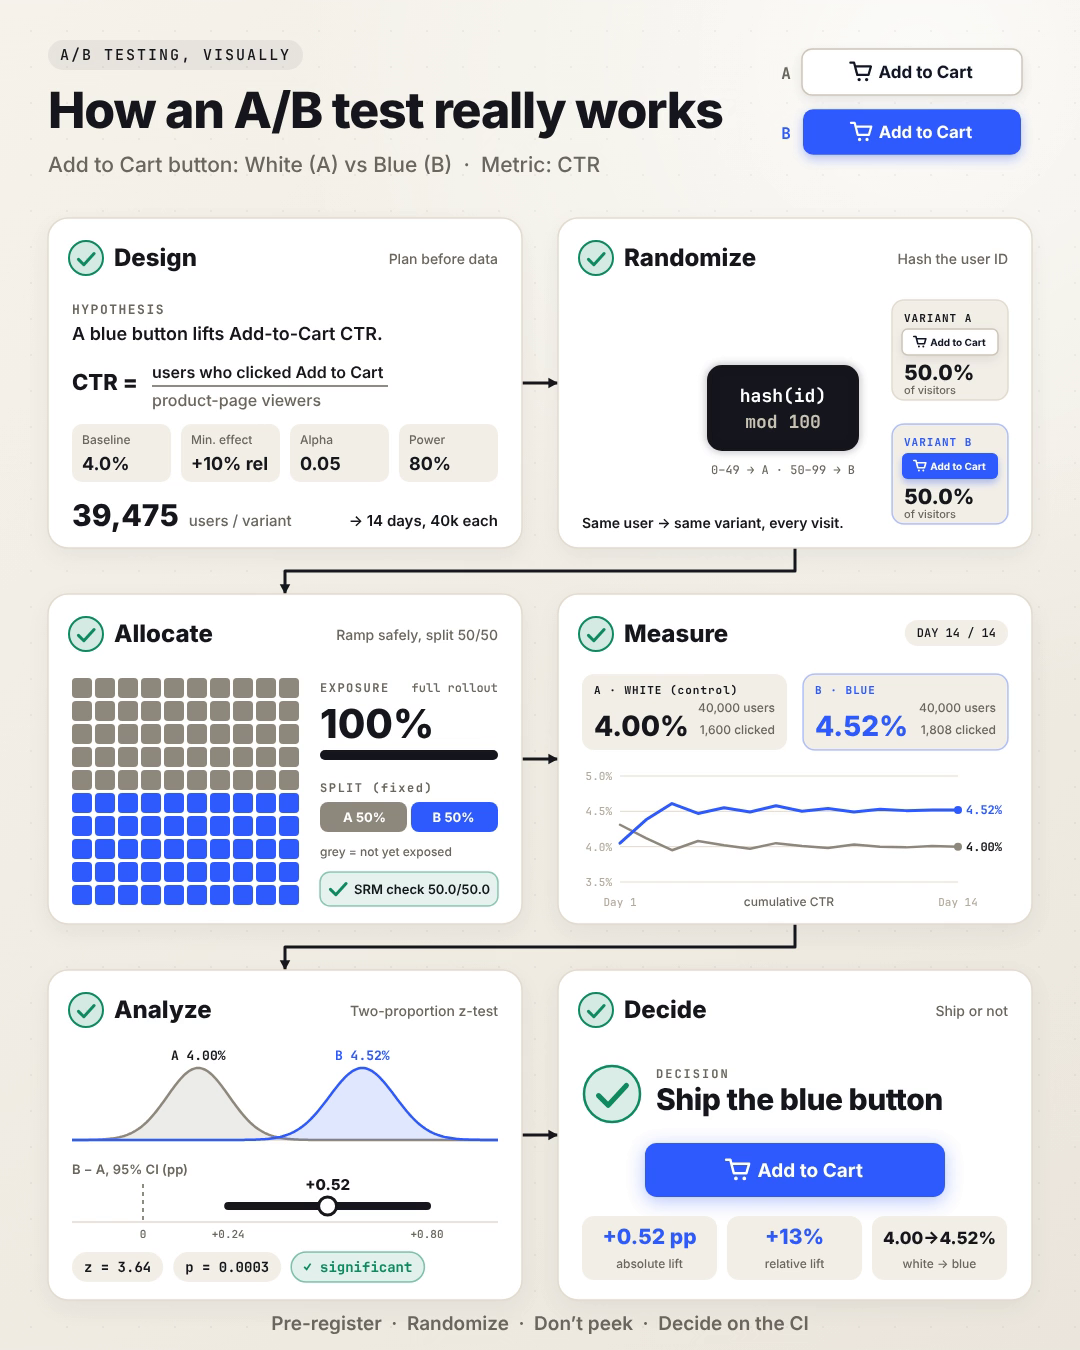 A/B TESTING, VISUALLY
How an A/B test really works
Add to Cart button: White (A) vs Blue (B) · Metric: CTR
A
Add to Cart
B
Add to Cart
Design
Plan before data
HYPOTHESIS
A blue button lifts Add-to-Cart CTR.
CTR =
users who clicked Add to Cart
product-page viewers
Baseline
4.0%
Min. effect
+10% rel
Alpha
0.05
Power
80%
39,475 users / variant
→ 14 days, 40k each
Randomize
Hash the user ID
hash(id)
mod 100
0–49 → A · 50–99 → B
Same user → same variant, every visit.
VARIANT A
Add to Cart
50.0%
of visitors
VARIANT B
Add to Cart
50.0%
of visitors
Allocate
Ramp safely, split 50/50
EXPOSURE
full rollout
100%
SPLIT (fixed)
A 50%
B 50%
grey = not yet exposed
SRM check 50.0/50.0
Measure
DAY 14 / 14
A · WHITE (control)
4.00%
40,000 users
1,600 clicked
B · BLUE
4.52%
40,000 users
1,808 clicked
5.0%
4.5%
4.0%
3.5%
4.52%
4.00%
Day 1
cumulative CTR
Day 14
Analyze
Two-proportion z-test
A 4.00%
B 4.52%
B – A, 95% CI (pp)
+0.52
0
+0.24
+0.80
z = 3.64
p = 0.0003
✓ significant
Decide
Ship or not
DECISION
Ship the blue button
Add to Cart
+0.52 pp
absolute lift
+13%
relative lift
4.00→4.52%
white → blue
Pre-register · Randomize · Don’t peek · Decide on the CI